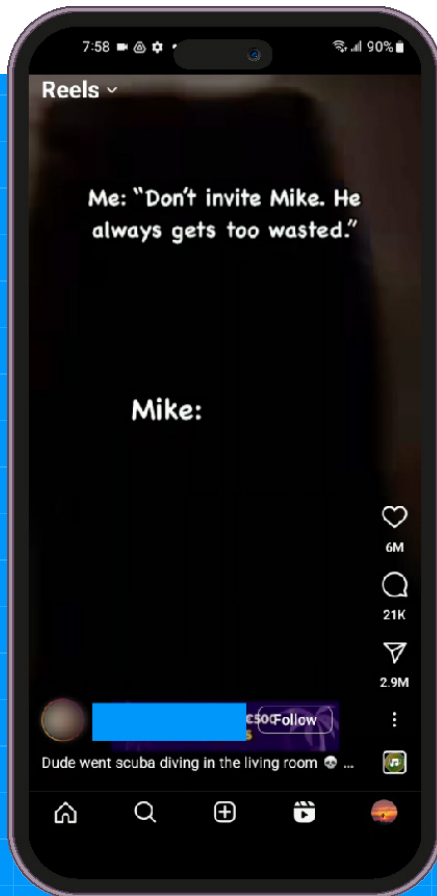 7:58
90%
Reels
Me: “Don’t invite Mike. He
always gets too wasted.”
Mike:
6M
21K
2.9M
Follow
Dude went scuba diving in the living room 💀 ...